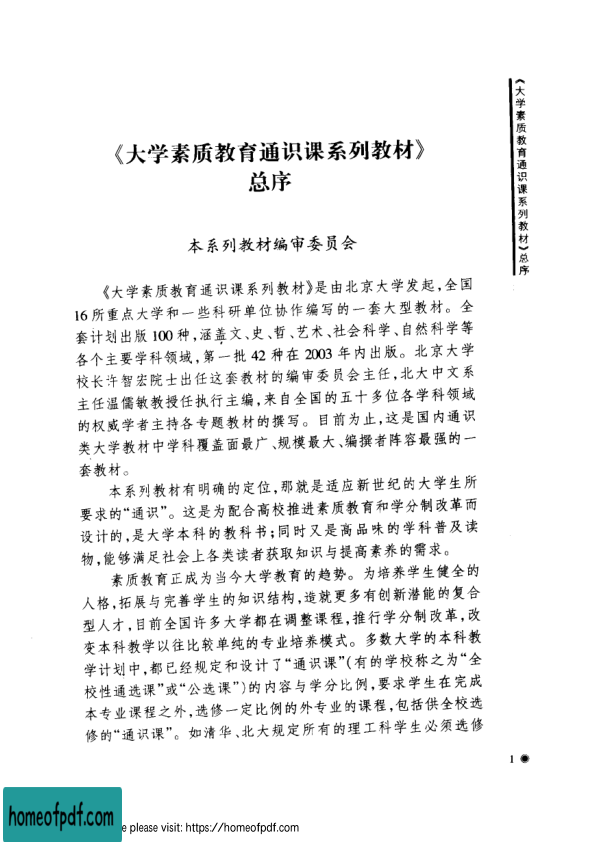 《大学素质教育通识课系列教材》
总序
本系列教材编审委员会
《大学素质教育通识课系列教材》是由北京大学发起,全国
16所重点大学和一些科研单位协作编写的一套大型教材。全
套计划出版100种,涵盖文、史、哲、艺术、社会科学、自然科学等
各个主要学科领域,第一批42种在2003年内出版。北京大学
校长许智宏院士出任这套教材的编审委员会主任,北大中文系
主任温儒敏教授任执行主编,来自全国的五十多位各学科领域
的权威学者主持各专题教材的撰写。目前为止,这是国内通识
类大学教材中学科覆盖面最广、规模最大、编撰者阵容最强的一
套教材。
本系列教材有明确的定位,那就是适应新世纪的大学生所
要求的“通识”。这是为配合高校推进素质教育和学分制改革而
设计的,是大学本科的教科书;同时又是高品味的学科普及读
物,能够满足社会上各类读者获取知识与提高素养的需求。
素质教育正成为当今大学教育的趋势。为培养学生健全的
人格,拓展与完善学生的知识结构,造就更多有创新潜能的复合
型人才,目前全国许多大学都在调整课程,推行学分制改革,改
变本科教学以往比较单纯的专业培养模式。多数大学的本科教
学计划中,都已经规定和设计了“通识课”(有的学校称之为“全
校性通选课”或“公选课”)的内容与学分比例,要求学生在完成
本专业课程之外,选修一定比例的外专业的课程,包括供全校选
修的“通识课”。如清华、北大规定所有的理工科学生必须选修
《大学素质教育通识课系列教材》总序
1
homeofpdf.com
e please visit: https://homeofpdf.com